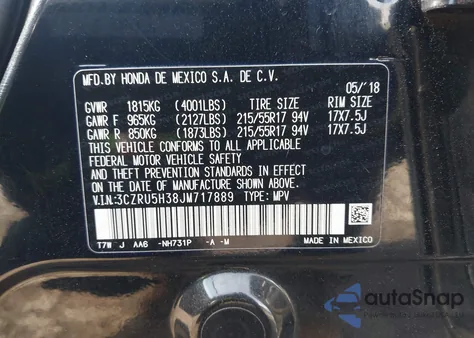 MFD.BY HONDA DE MEXICO S.A. DE C.V.
05/'18
GVWR 1815KG (4001LBS) TIRE SIZE RIM SIZE
GAWR F 965KG (2127LBS) 215/55R17 94V 17X7.5J
GAWR R 850KG (1873LBS) 215/55R17 94V 17X7.5J
THIS VEHICLE CONFORMS TO ALL APPLICABLE
FEDERAL MOTOR VEHICLE SAFETY
AND THEFT PREVENTION STANDARDS IN EFFECT
ON THE DATE OF MANUFACTURE SHOWN ABOVE.
V.I.N:3CZRU5H38JM717889 TYPE: MPV
T7W J AA6 -NH731P -A -M
MADE IN
MEXICO
autoSnap
POWERED BY